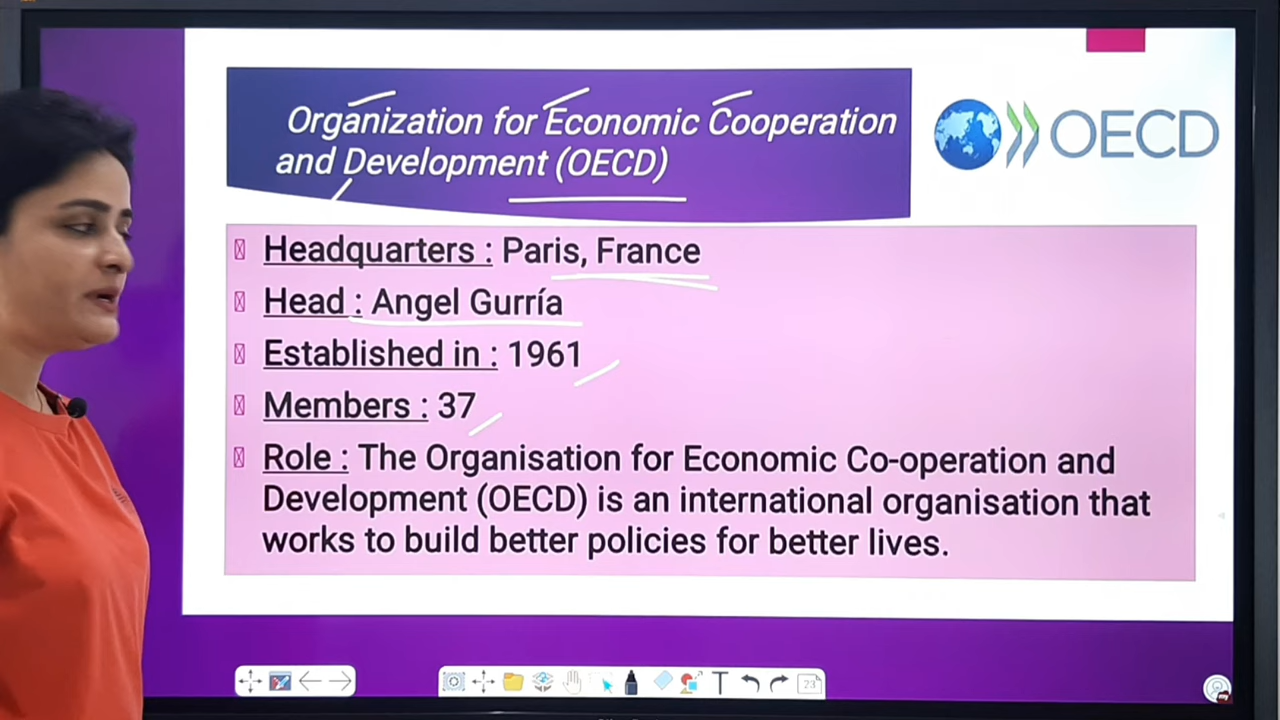 Organization for Economic Cooperation
and Development (OECD)
OECD
Headquarters : Paris, France
Head : Angel Gurría
Established in : 1961
Members : 37
Role : The Organisation for Economic Co-operation and
Development (OECD) is an international organisation that
works to build better policies for better lives.
T
23